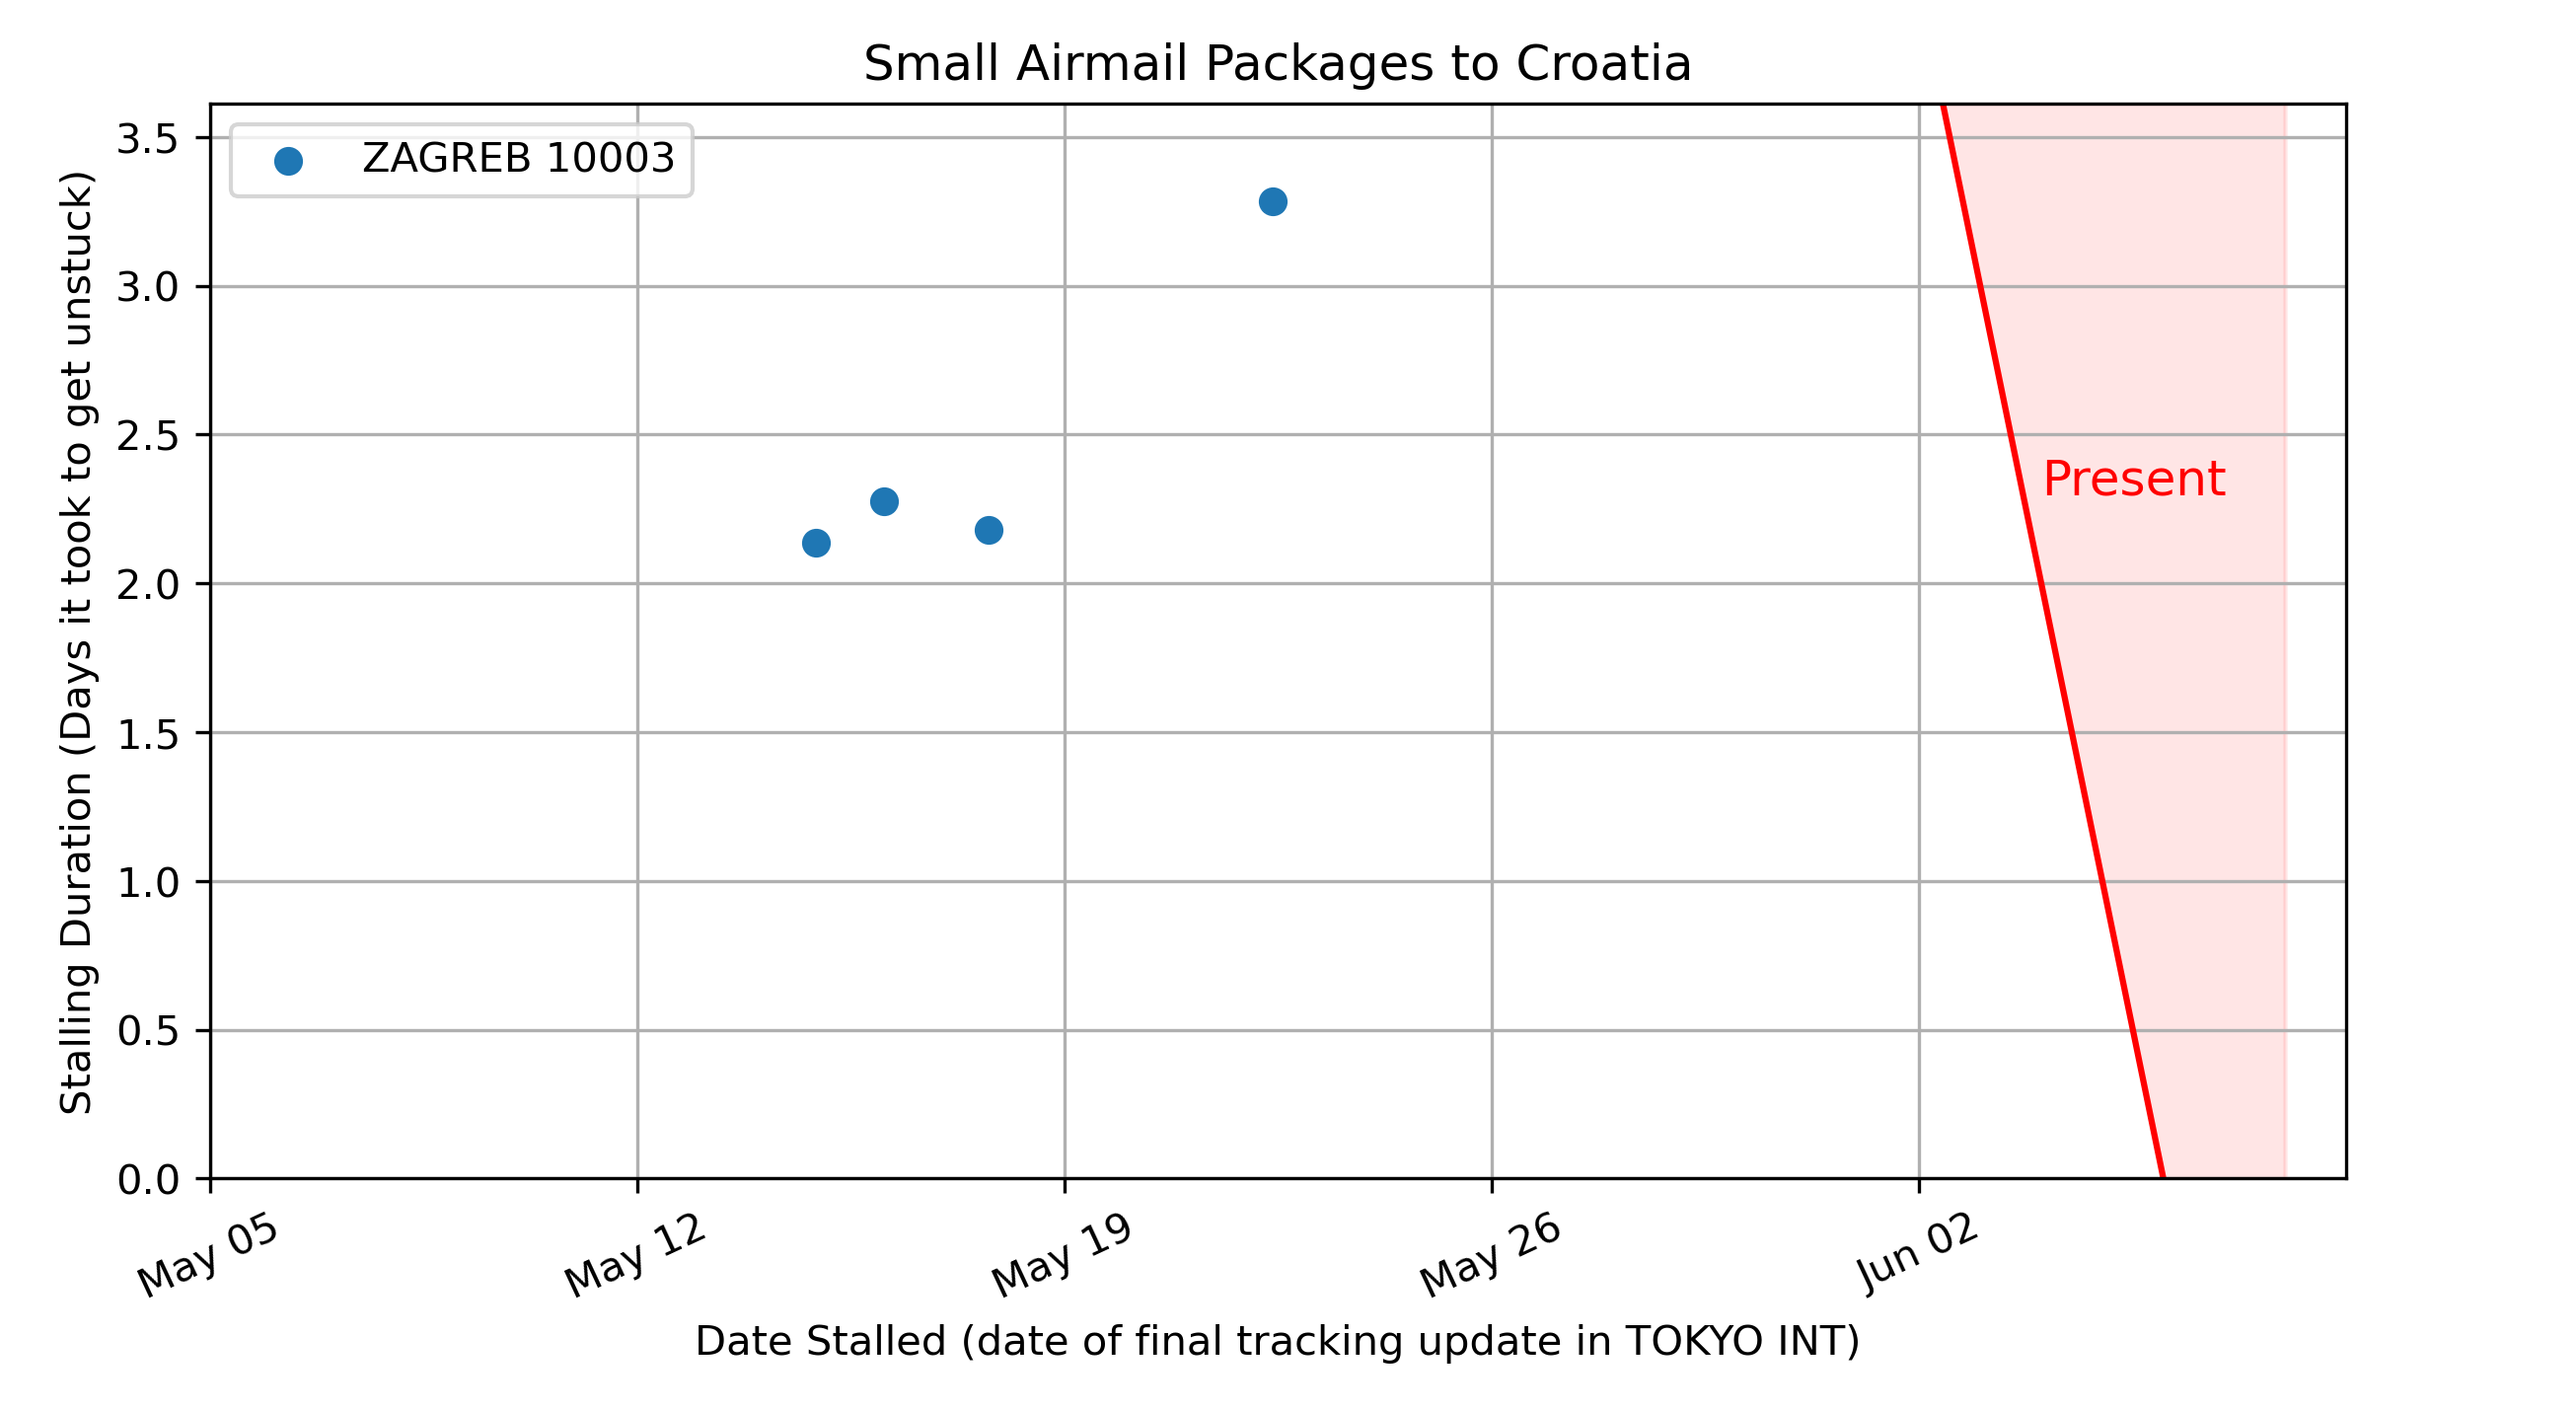 Small Airmail Packages to Croatia
ZAGREB 10003
Present
Stalling Duration (Days it took to get unstuck)
3.5
3.0
2.5
2.0
1.5
1.0
0.5
0.0
May 05
May 12
May 19
May 26
Jun 02
Date Stalled (date of final tracking update in TOKYO INT)